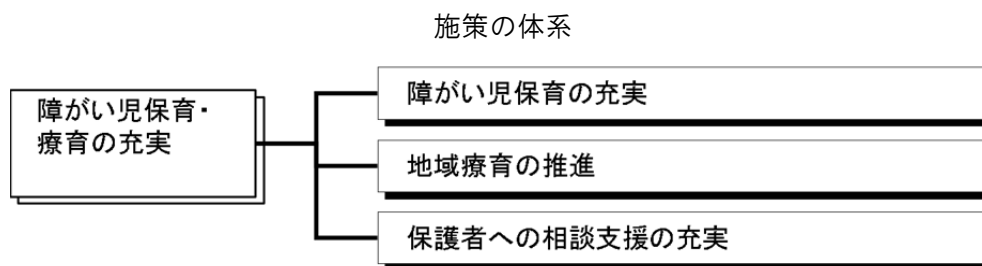 施策の体系
障がい児保育・
療育の充実
障がい児保育の充実
地域療育の推進
保護者への相談支援の充実